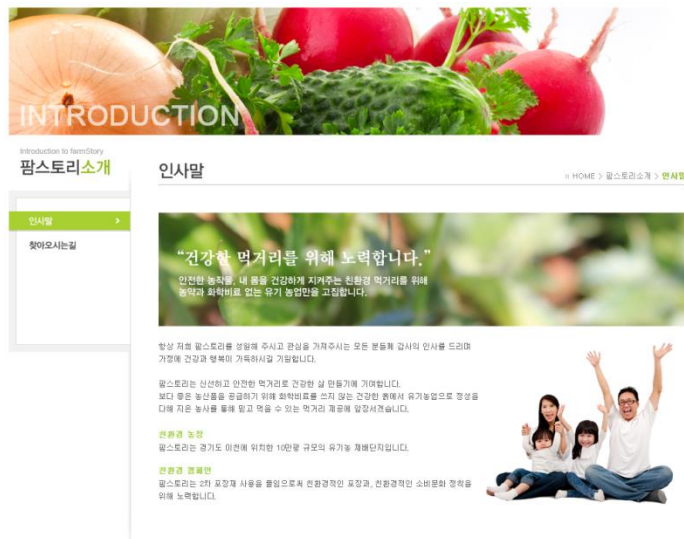 INTRODUCTION
Introduction to farmStory
팜스토리소개
인사말
HOME > 팜스토리소개 > 인사말
인사말 >
찾아오시는길
“건강한 먹거리를 위해 노력합니다.”
안전한 농작물, 내 몸을 건강하게 지켜주는 친환경 먹거리를 위해
농약과 화학비료 없는 유기 농업만을 고집합니다.
항상 저희 팜스토리를 성원해 주시고 관심을 가져주시는 모든 분들께 감사의 인사를 드리며
가정에 건강과 행복이 가득하시길 기원합니다.
팜스토리는 신선하고 안전한 먹거리로 건강한 삶 만들기에 기여합니다.
보다 좋은 농산품을 공급하기 위해 화학비료를 쓰지 않는 건강한 흙에서 유기농업으로 정성을
다해 지은 농사를 통해 믿고 먹을 수 있는 먹거리 제공에 앞장서겠습니다.
친환경 농장
팜스토리는 경기도 이천에 위치한 10만평 규모의 유기농 재배단지입니다.
친환경 캠페인
팜스토리는 2차 포장재 사용을 줄임으로써 친환경적인 포장과, 친환경적인 소비문화 정착을
위해 노력합니다.